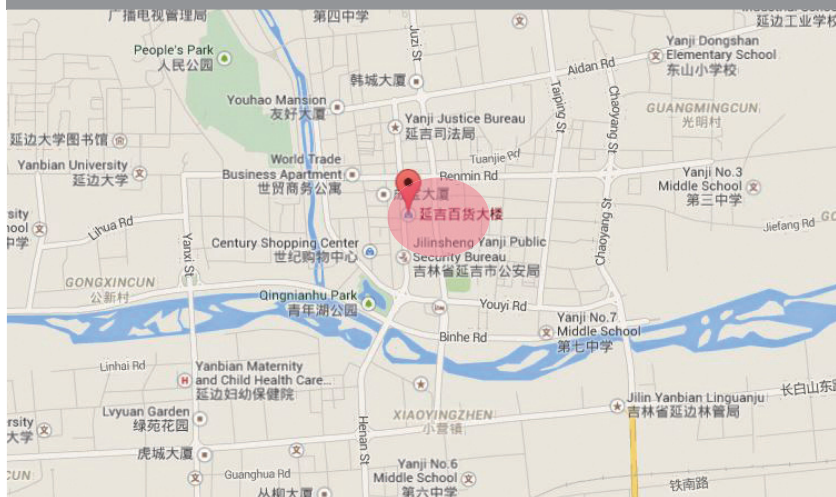 广播电视管理局
第四中学
延边工业学校
Juzi St
People's Park
人民公园
韩城大厦
Aidan Rd
Yanji Dongshan
Elementary School
东山小学校
Youhao Mansion
友好大厦
Taiping St
Chaoyang St
GUANGMINGCUN
光明村
Yanji Justice Bureau
延吉司法局
延边大学图书馆
Yanbian University
延边大学
World Trade
Business Apartment
世贸商务公寓
Tuanjie Rd
Renmin Rd
Yanji No.3
Middle School
第三中学
大厦
延吉百货大楼
Lihua Rd
Jiefang Rd
Yanxi St
Chaoyang St
Century Shopping Center
世纪购物中心
Jilinsheng Yanji Public
Security Bureau
吉林省延吉市公安局
GONGXINCUN
公新村
Qingnianhu Park
青年湖公园
Youyi Rd
Binhe Rd
Yanji No.7
Middle School
第七中学
Linhai Rd
Yanbian Maternity
and Child Health Care...
延边妇幼保健院
Jilin Yanbian Linguanju
吉林省延边林管局
长白山东路
Lvyuan Garden
绿苑花园
XIAOYINGZHEN
小营镇
Henan St
虎城大厦
Guanghua Rd
丛柳大厦
Yanji No.6
Middle School
第六中学
铁南路